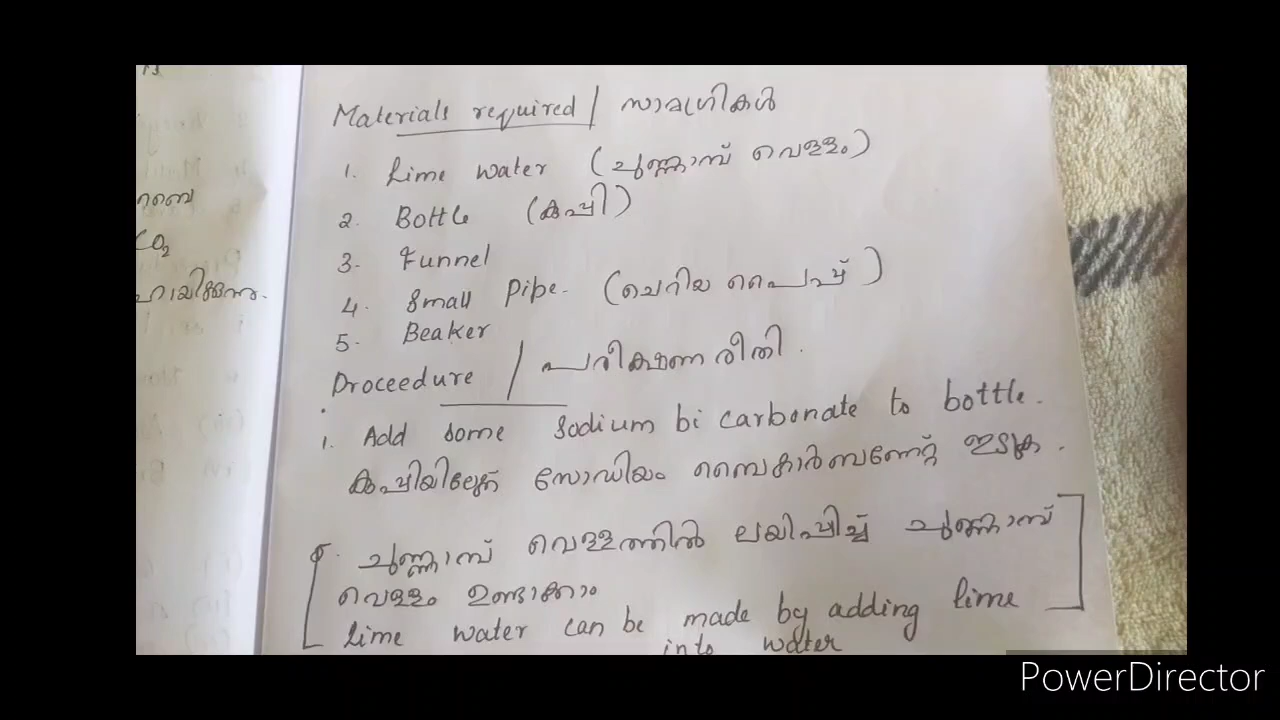 റബൈ
CO₂
ഹായിക്കുന്നു.
Materials required / സാമഗ്രികൾ
1. Lime water (ചുണ്ണാമ്പ് വെള്ളം)
2. Bottle (കുപ്പി)
3. Funnel
4. Small Pipe. (ചെറിയ പൈപ്പ്)
5. Beaker
Proceedure / പരീക്ഷണ രീതി.
1. Add some Sodium bi carbonate to bottle.
കുപ്പിയിലേക്ക് സോഡിയം ബൈകാർബണേറ്റ് ഇടുക.
ചുണ്ണാമ്പ് വെള്ളത്തിൽ ലയിപ്പിച്ച് ചുണ്ണാമ്പ്
വെള്ളം ഉണ്ടാക്കാം
lime water can be made by adding lime
into water
PowerDirector